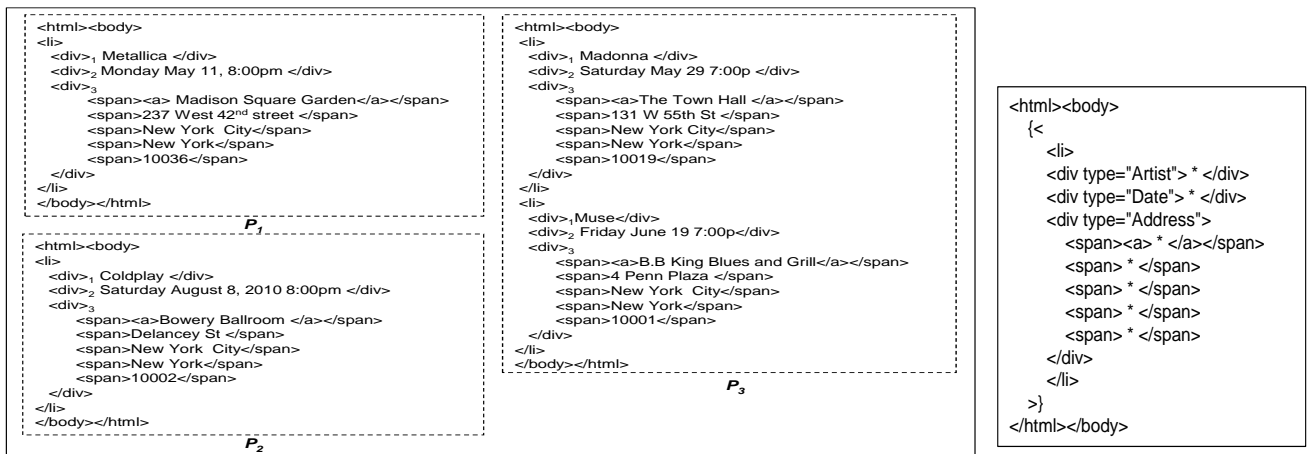 <html><body>
<li>
<div>1 Metallica </div>
<div>2 Monday May 11, 8:00pm </div>
<div>3
<span><a> Madison Square Garden</a></span>
<span>237 West 42nd street </span>
<span>New York  City</span>
<span>New York</span>
<span>10036</span>
</div>
</li>
</body></html>
P1
<html><body>
<li>
<div>1 Coldplay </div>
<div>2 Saturday August 8, 2010 8:00pm </div>
<div>3
<span><a>Bowery Ballroom </a></span>
<span>Delancey St </span>
<span>New York  City</span>
<span>New York</span>
<span>10002</span>
</div>
</li>
</body></html>
P2
<html><body>
<li>
<div>1 Madonna </div>
<div>2 Saturday May 29 7:00p </div>
<div>3
<span><a>The Town Hall </a></span>
<span>131 W 55th St </span>
<span>New York City</span>
<span>New York</span>
<span>10019</span>
</div>
</li>
<li>
<div>1Muse</div>
<div>2 Friday June 19 7:00p</div>
<div>3
<span><a>B.B King Blues and Grill</a></span>
<span>4 Penn Plaza </span>
<span>New York  City</span>
<span>New York</span>
<span>10001</span>
</div>
</li>
</body></html>
P3
<html><body>
{<
<li>
<div type="Artist"> * </div>
<div type="Date"> * </div>
<div type="Address">
<span><a> * </a></span>
<span> * </span>
<span> * </span>
<span> * </span>
<span> * </span>
</div>
</li>
>}
</html></body>